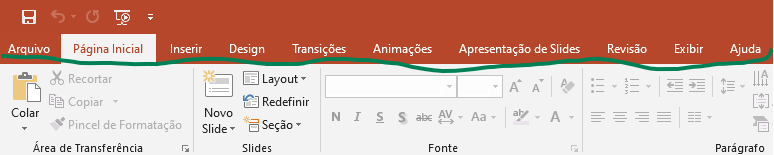 Arquivo Página Inicial Inserir Design Transições Animações Apresentação de Slides Revisão Exibir Ajuda
Colar
Recortar
Copiar
Pincel de Formatação
Área de Transferência
Novo
Slide
Layout
Redefinir
Seção
Slides
N I S S abc AV Aa A
Fonte
Parágrafo